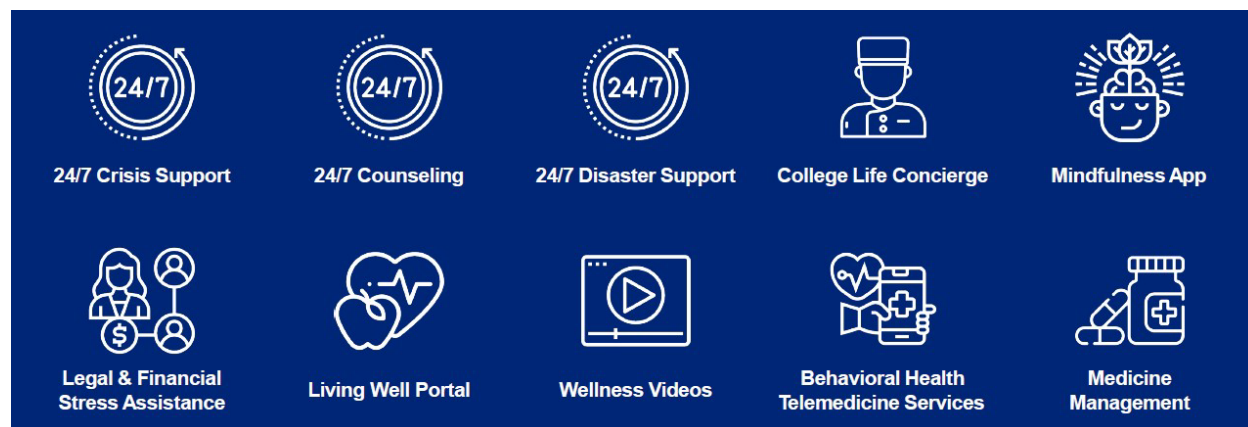 24/7
24/7
24/7
24/7 Crisis Support
24/7 Counseling
24/7 Disaster Support
College Life Concierge
Mindfulness App
$
Legal & Financial
Stress Assistance
Living Well Portal
Wellness Videos
Behavioral Health
Telemedicine Services
Medicine
Management